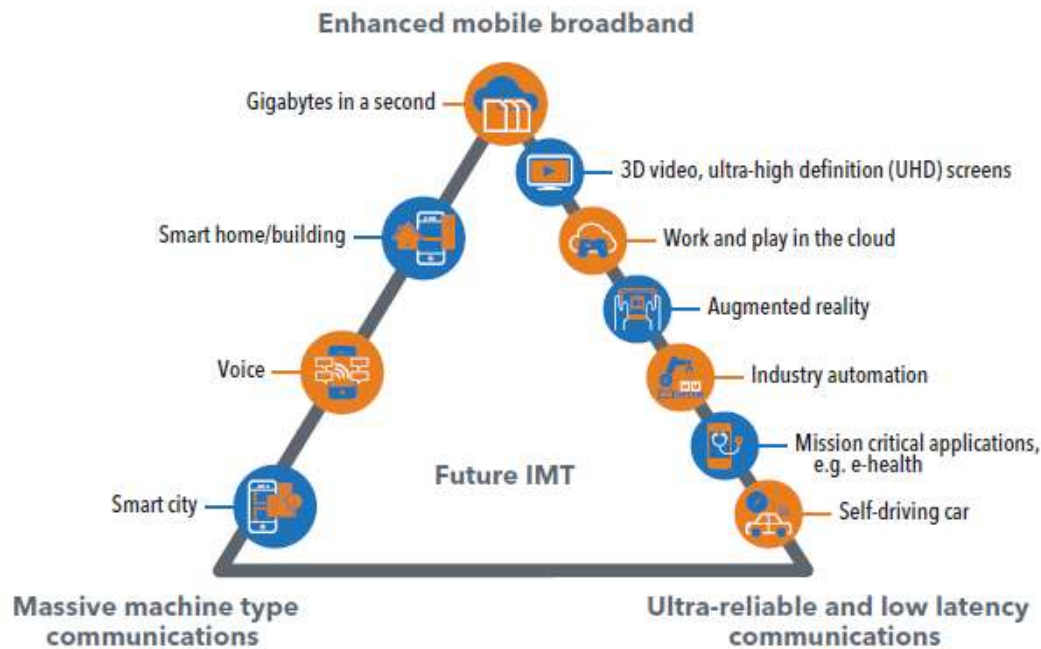 Enhanced mobile broadband
Gigabytes in a second
3D video, ultra-high definition (UHD) screens
Smart home/building
Work and play in the cloud
Augmented reality
Voice
Industry automation
Mission critical applications,
e.g. e-health
Future IMT
Smart city
Self-driving car
Massive machine type
communications
Ultra-reliable and low latency
communications